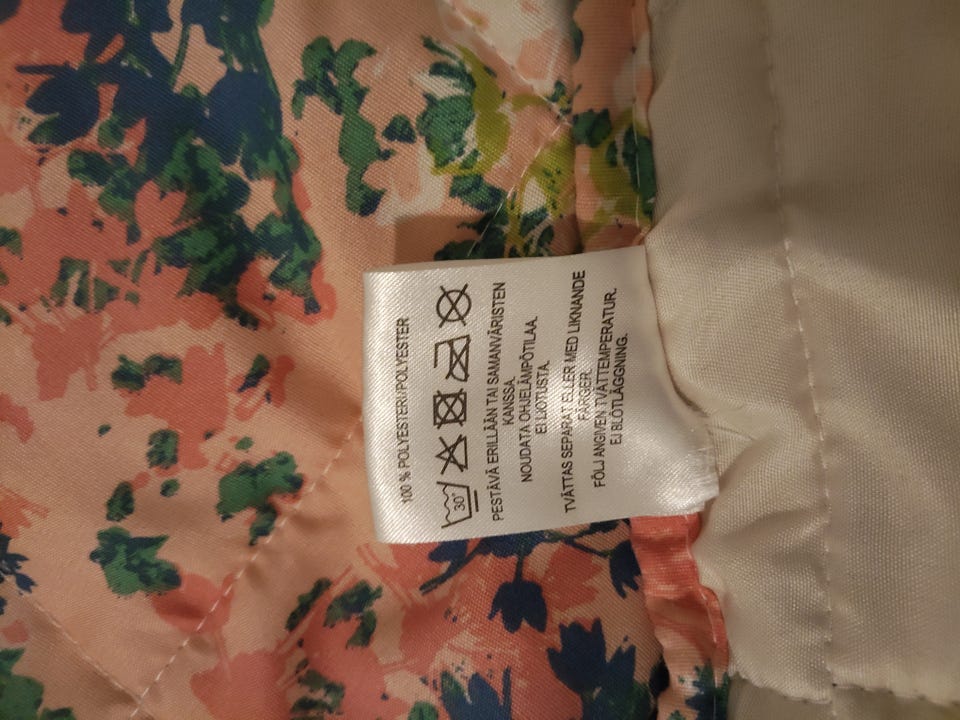 100 % POLYESTERI/POLYESTER
30°
PESTÄVÄ ERILLÄÄN TAI SAMANVÄRISTEN
KANSSA.
NOUDATA OHJELÄMPÖTILAA.
EI LIOTUSTA.
TVÄTTAS SEPARAT ELLER MED LIKNANDE
FÄRGER.
FÖLJ ANGIVEN TVÄTTEMPERATUR.
EJ BLÖTLÄGGNING.